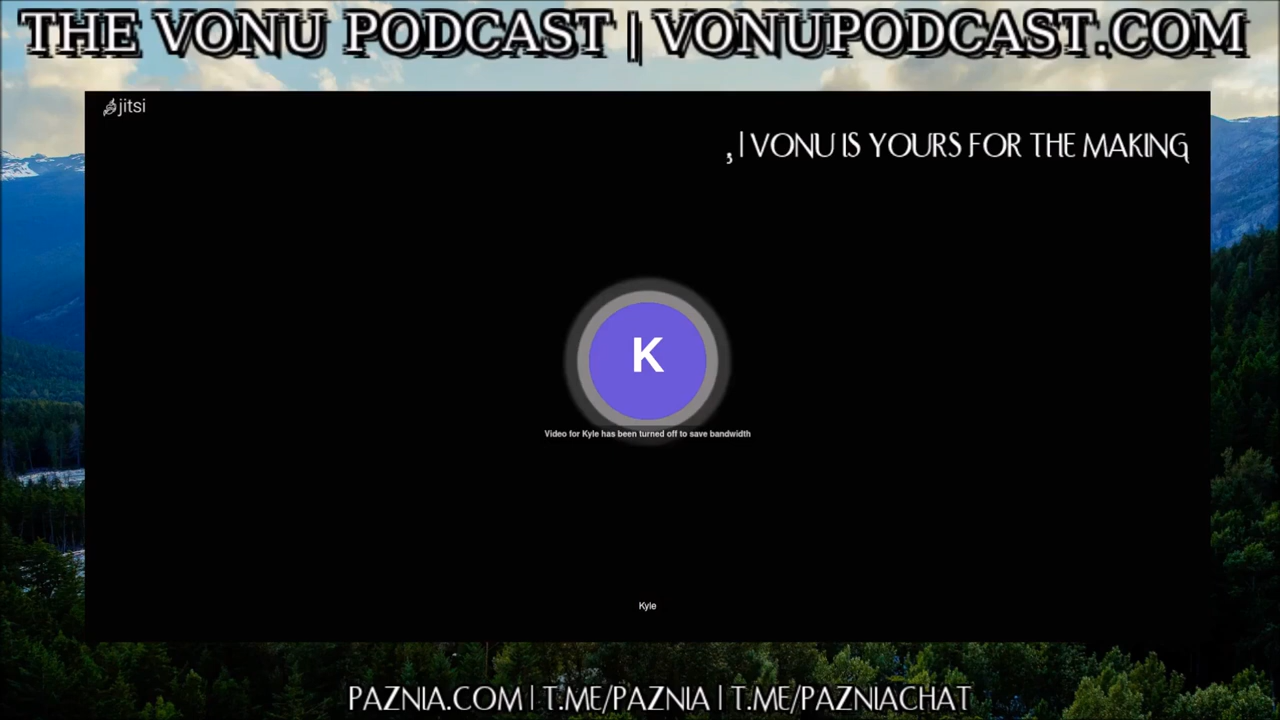 THE VONU PODCAST | VONUPODCAST.COM
jitsi
, | VONU IS YOURS FOR THE MAKING
K
Video for Kyle has been turned off to save bandwidth
Kyle
PAZNIA.COM | T.ME/PAZNIA | T.ME/PAZNIACHAT